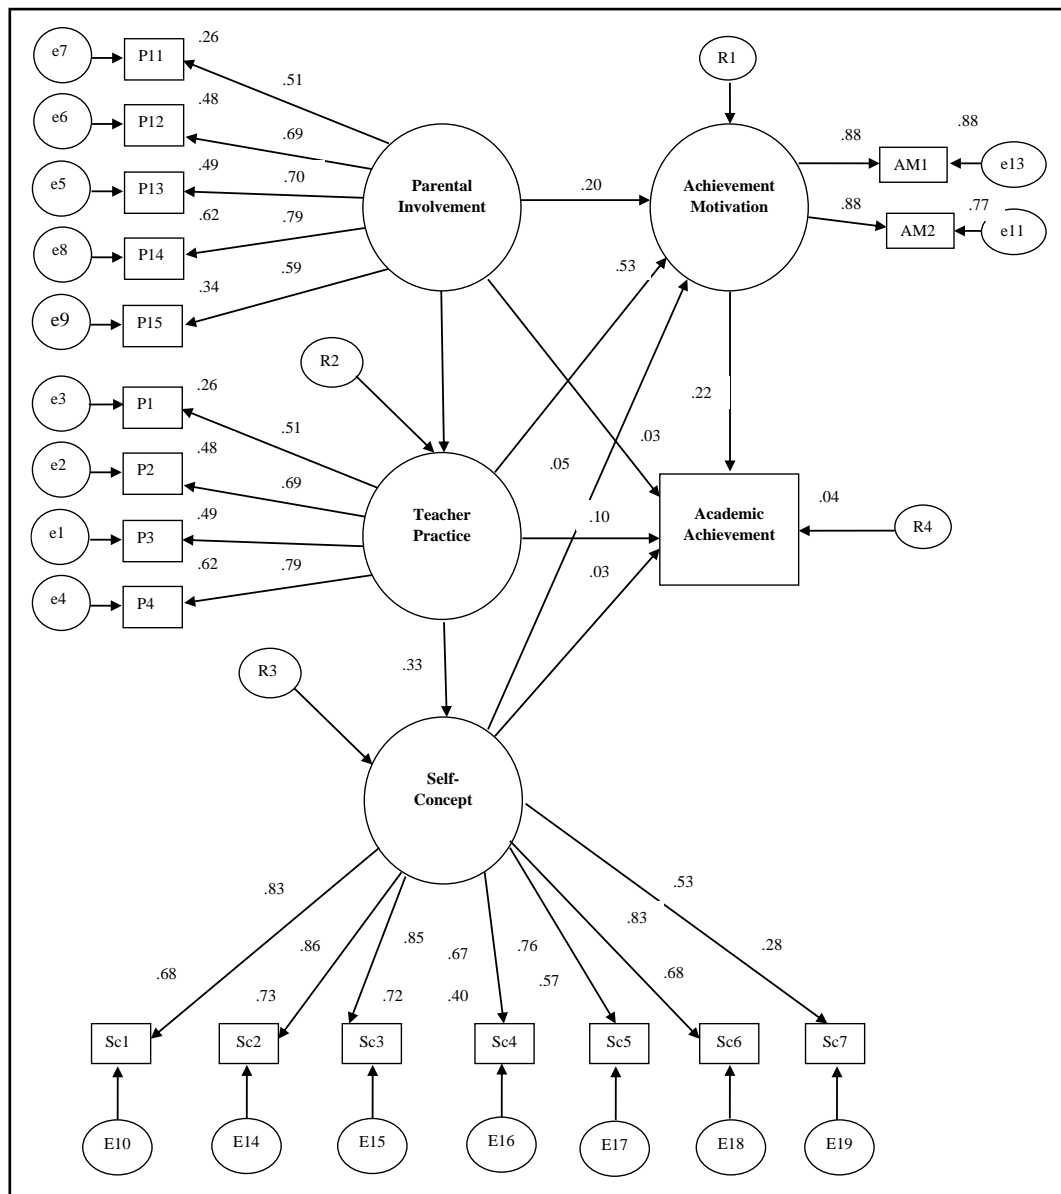 e7
P11
.26
.51
R1
e6
P12
.48
.69
e5
P13
.49
.70
Parental
Involvement
.20
Achievement
Motivation
.88
.88
AM1
e13
.88
.77
AM2
e11
e8
P14
.62
.79
e9
P15
.34
.59
.53
R2
e3
P1
.26
.51
.22
e2
P2
.48
.69
.03
.05
e1
P3
.49
Teacher
Practice
.10
Academic
Achievement
.04
R4
e4
P4
.62
.79
.03
R3
.33
Self-
Concept
.83
.53
.86
.85
.67
.76
.83
.28
.68
.73
.72
.40
.57
.68
Sc1
Sc2
Sc3
Sc4
Sc5
Sc6
Sc7
E10
E14
E15
E16
E17
E18
E19